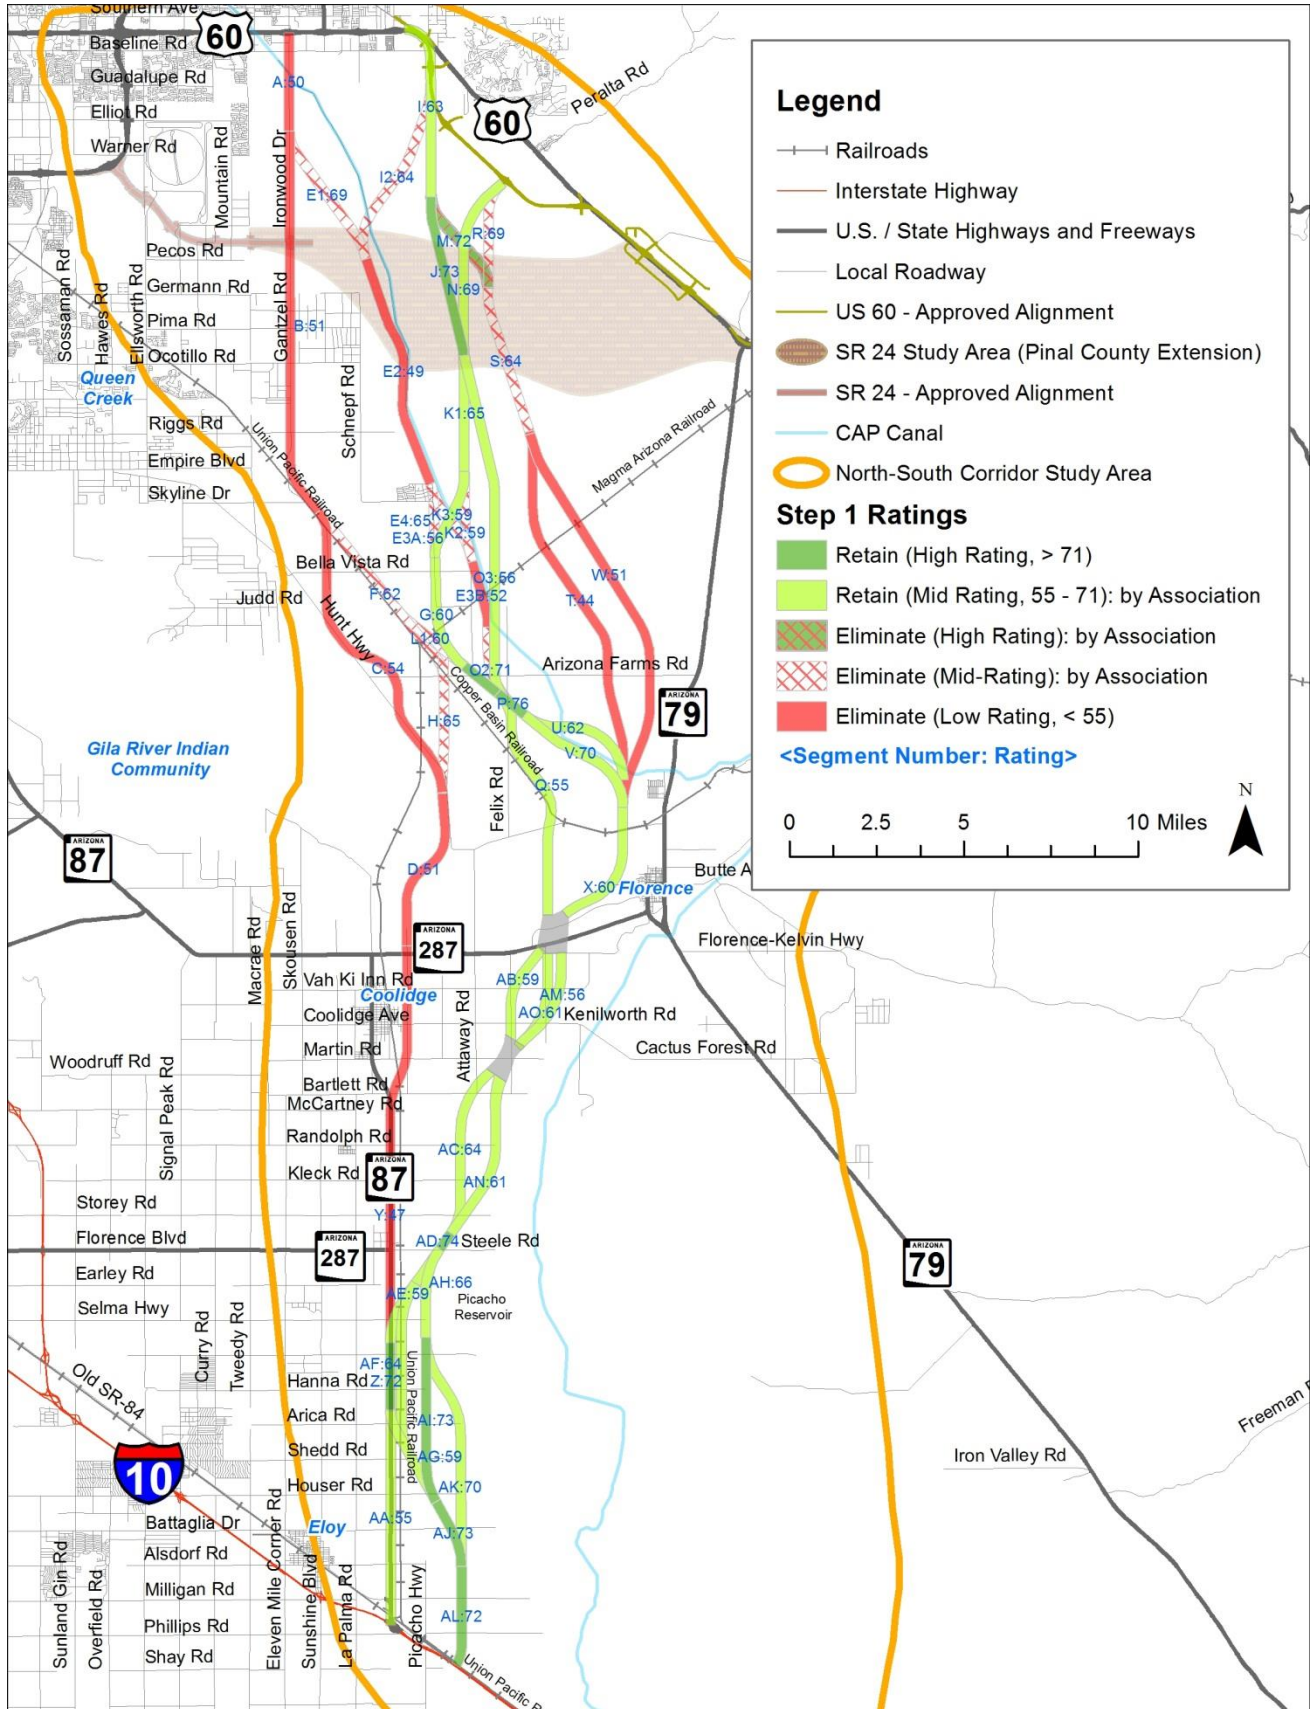 Southern Ave
Baseline Rd
60
Guadalupe Rd
Elliot Rd
Warner Rd
Mountain Rd
Ironwood Dr
A:50
I:63
60
Peralta Rd
E1:69
I2:64
Pecos Rd
Sossaman Rd
Hawes Rd
Ellsworth Rd
Germann Rd
Gantzel Rd
Pima Rd
B:51
Ocotillo Rd
Queen
Creek
M:72
R:69
J:73
N:69
S:64
E2:49
Schnepf Rd
K1:65
Riggs Rd
Union Pacific Railroad
Magma Arizona Railroad
Empire Blvd
Skyline Dr
E4:65
K3:59
E3A:56
K2:59
Bella Vista Rd
O3:56
W:51
F:62
E3B:52
T:44
Judd Rd
Hunt Hwy
G:60
L1:60
C:54
O2:71
Arizona Farms Rd
Copper Basin Railroad
P:76
H:65
U:62
V:70
ARIZONA
79
Gila River Indian
Community
Q:55
Felix Rd
ARIZONA
87
D:51
X:60
Florence
Butte A
Macrae Rd
Skousen Rd
ARIZONA
287
Florence-Kelvin Hwy
Vah Ki Inn Rd
AB:59
Coolidge
AM:56
Coolidge Ave
Attaway Rd
AO:61
Kenilworth Rd
Martin Rd
Cactus Forest Rd
Woodruff Rd
Signal Peak Rd
Bartlett Rd
McCartney Rd
Randolph Rd
AC:64
Kleck Rd
ARIZONA
87
AN:61
Storey Rd
Y:47
Florence Blvd
ARIZONA
287
AD:74
Steele Rd
ARIZONA
79
Earley Rd
AH:66
AE:59
Picacho
Reservoir
Selma Hwy
Curry Rd
Tweedy Rd
Old SR-84
AF:64
Hanna Rd
Z:72
Union Pacific Railroad
Arica Rd
AI:73
Freeman
Shedd Rd
AG:59
Iron Valley Rd
10
Houser Rd
AK:70
Battaglia Dr
Eloy
AA:55
AJ:73
Alsdorf Rd
Sunland Gin Rd
Overfield Rd
Eleven Mile Corner Rd
Sunshine Blvd
La Palma Rd
Picacho Hwy
Milligan Rd
Phillips Rd
AL:72
Shay Rd
Union Pacific R
Legend
Railroads
Interstate Highway
U.S. / State Highways and Freeways
Local Roadway
US 60 - Approved Alignment
SR 24 Study Area (Pinal County Extension)
SR 24 - Approved Alignment
CAP Canal
North-South Corridor Study Area
Step 1 Ratings
Retain (High Rating, > 71)
Retain (Mid Rating, 55 - 71): by Association
Eliminate (High Rating): by Association
Eliminate (Mid-Rating): by Association
Eliminate (Low Rating, < 55)
<Segment Number: Rating>
N
0 2.5 5 10 Miles